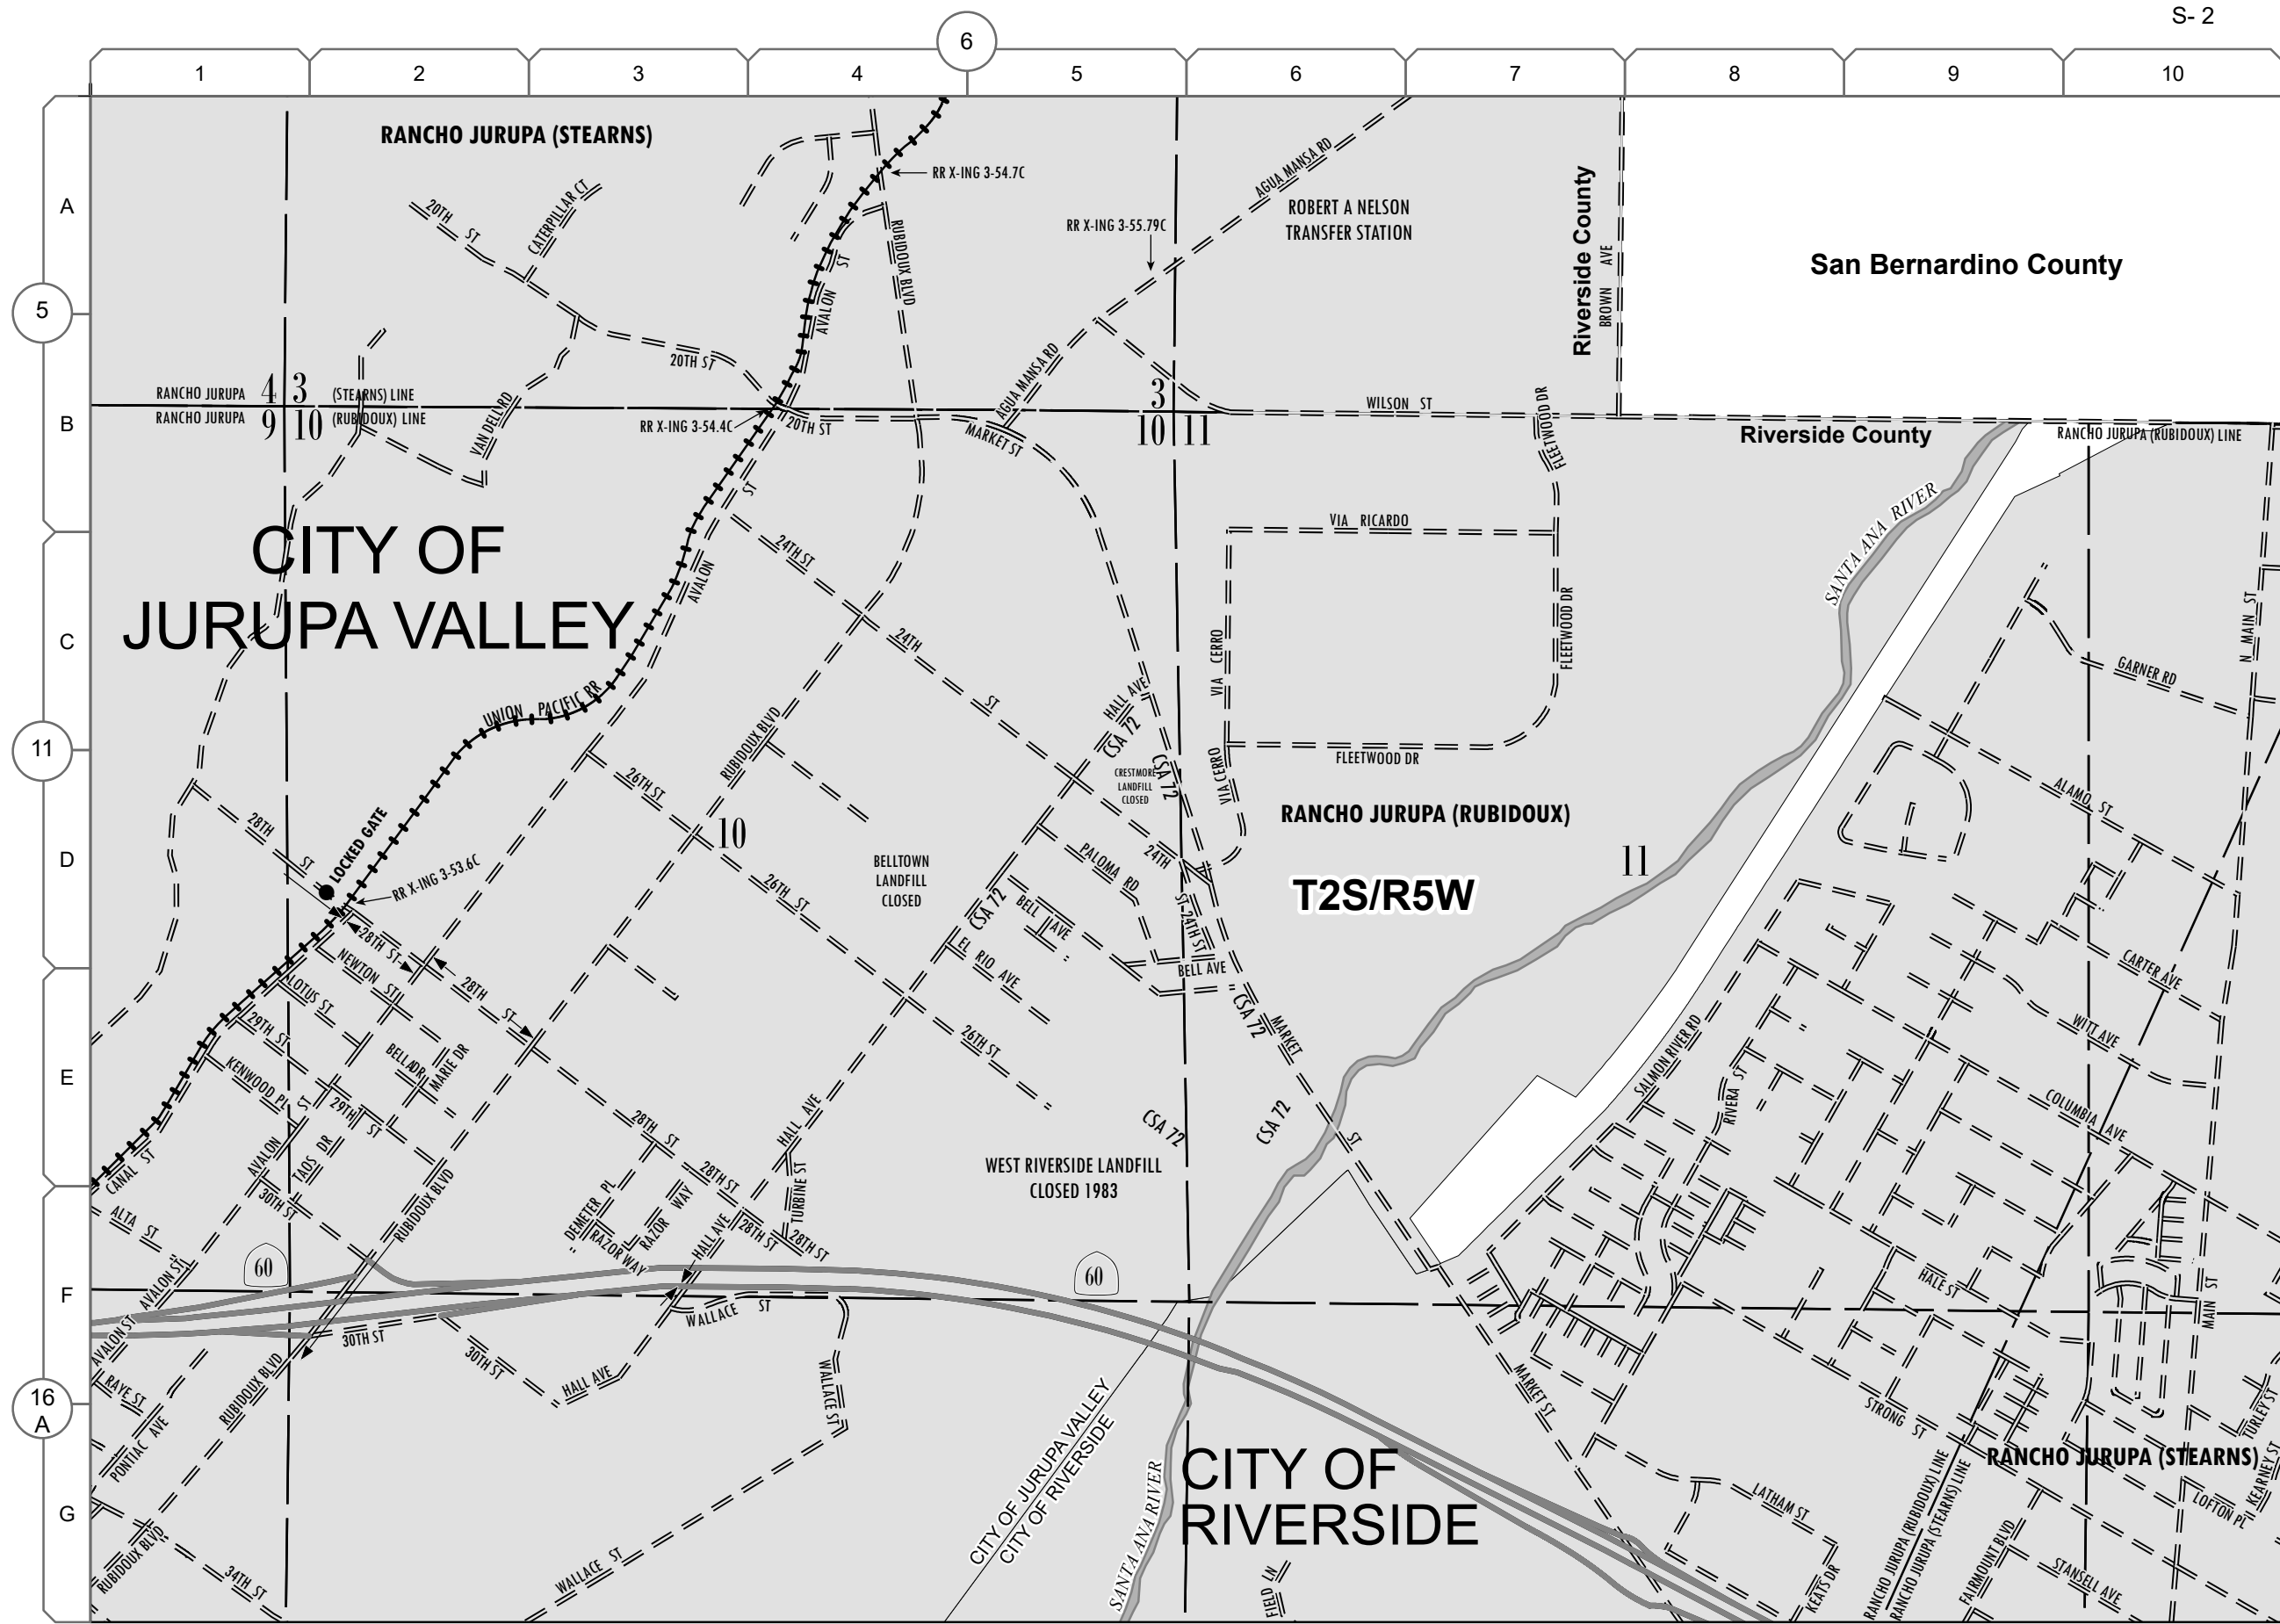 S- 2
6
1
2
3
4
5
6
7
8
9
10
A
B
C
D
E
F
G
5
11
16
A
RANCHO JURUPA (STEARNS)
RR X-ING 3-54.7C
AGUA MANSA RD
20TH ST
CATERPILLAR CT
RUBIDOUX BLVD
RR X-ING 3-55.79C
ROBERT A NELSON
TRANSFER STATION
Riverside County
BROWN AVE
San Bernardino County
AVALON ST
20TH ST
AGUA MANSA RD
RANCHO JURUPA
4 3
(STEARNS) LINE
RANCHO JURUPA
9 10
(RUBIDOUX) LINE
VAN DELL RD
RR X-ING 3-54.4C
20TH ST
MARKET ST
3
10 11
WILSON ST
FLEETWOOD DR
FLEETWOOD DR
Riverside County
RANCHO JURUPA (RUBIDOUX) LINE
SANTA ANA RIVER
CITY OF
JURUPA VALLEY
AVALON ST
24TH ST
VIA RICARDO
VIA CERRO
FLEETWOOD DR
N MAIN ST
24TH ST
HALL AVE
GARNER RD
UNION PACIFIC RR
RUBIDOUX BLVD
CSA 72
CSA 72
CRESTMORE
LANDFILL
CLOSED
VIA CERRO
FLEETWOOD DR
26TH ST
RANCHO JURUPA (RUBIDOUX)
ALAMO ST
28TH ST
LOCKED GATE
RR X-ING 3-53.6C
10
BELLTOWN
LANDFILL
CLOSED
PALOMA RD
24TH ST
24TH ST
T2S/R5W
11
26TH ST
CSA 72
BELL AVE
28TH ST
NEWTON ST
EL RIO AVE
BELL AVE
CARTER AVE
LOTUS ST
28TH ST
29TH ST
CSA 72
MARKET ST
26TH ST
WITT AVE
BELLA DR
MARIE DR
KENWOOD PL
SALMON RIVER RD
RIVERA ST
29TH ST
COLUMBIA AVE
AVALON ST
TAOS DR
28TH ST
HALL AVE
CSA 72
CSA 72
CANAL ST
RUBIDOUX BLVD
28TH ST
TURBINE ST
WEST RIVERSIDE LANDFILL
CLOSED 1983
30TH ST
ALTA ST
DEMETER PL
RAZOR WAY
RAZOR WAY
HALL AVE
28TH ST
28TH ST
60
60
AVALON ST
HALE ST
MAIN ST
WALLACE ST
AVALON ST
30TH ST
30TH ST
HALL AVE
RAYE ST
RUBIDOUX BLVD
WALLACE ST
MARKET ST
STRONG ST
TURLEY ST
PONTIAC AVE
CITY OF JURUPA VALLEY
CITY OF RIVERSIDE
SANTA ANA RIVER
CITY OF
RIVERSIDE
RANCHO JURUPA (STEARNS)
KEARNEY ST
LOFTON PL
LATHAM ST
RANCHO JURUPA (RUBIDOUX) LINE
RANCHO JURUPA (STEARNS) LINE
FAIRMOUNT BLVD
STANSELL AVE
KEATS DR
FIELD LN
WALLACE ST
RUBIDOUX BLVD
34TH ST